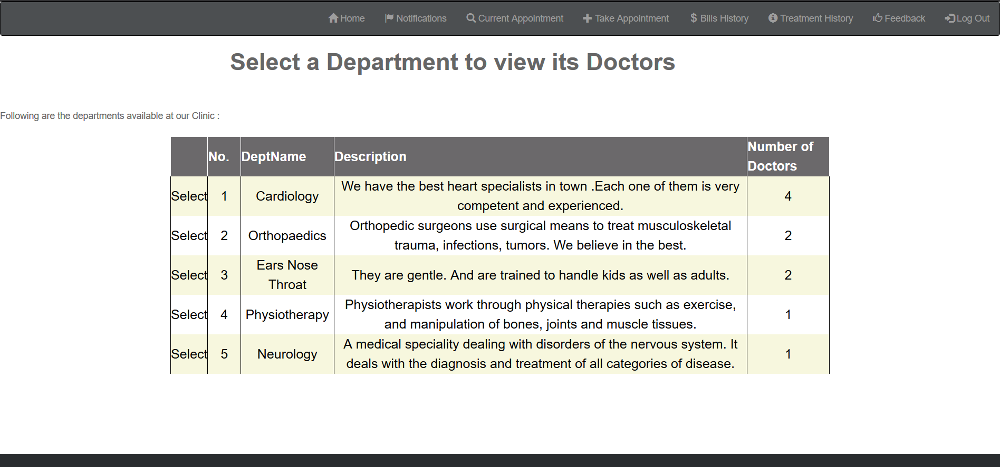 Home Notifications Current Appointment Take Appointment $ Bills History Treatment History Feedback Log Out
Select a Department to view its Doctors
Following are the departments available at our Clinic :
No. DeptName Description Number of
Doctors
Select 1 Cardiology We have the best heart specialists in town .Each one of them is very
competent and experienced. 4
Select 2 Orthopaedics Orthopedic surgeons use surgical means to treat musculoskeletal
trauma, infections, tumors. We believe in the best. 2
Select 3 Ears Nose
Throat They are gentle. And are trained to handle kids as well as adults. 2
Select 4 Physiotherapy Physiotherapists work through physical therapies such as exercise,
and manipulation of bones, joints and muscle tissues. 1
Select 5 Neurology A medical speciality dealing with disorders of the nervous system. It
deals with the diagnosis and treatment of all categories of disease. 1